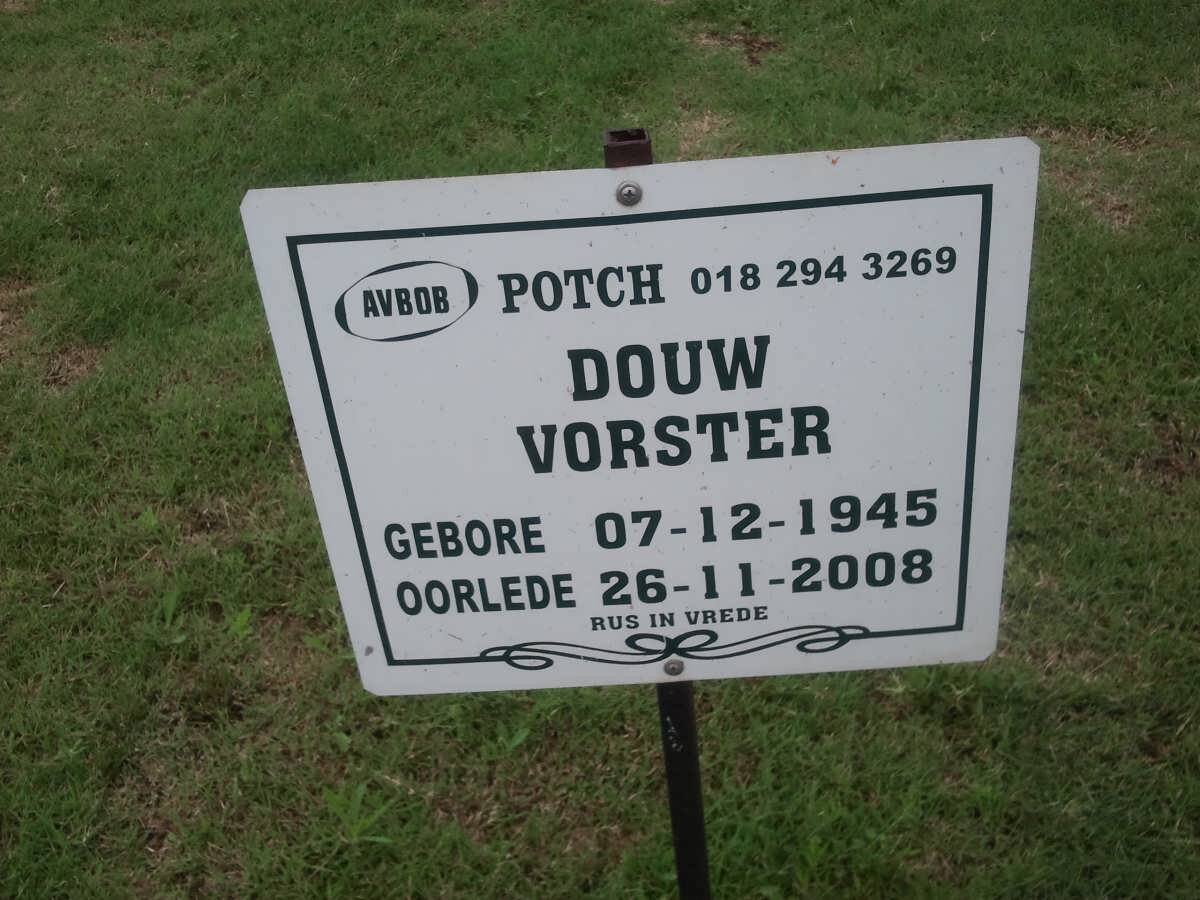 AVBOB POTCH 018 294 3269
DOUW
VORSTER
GEBORE 07-12-1945
OORLEDE 26-11-2008
RUS IN VREDE